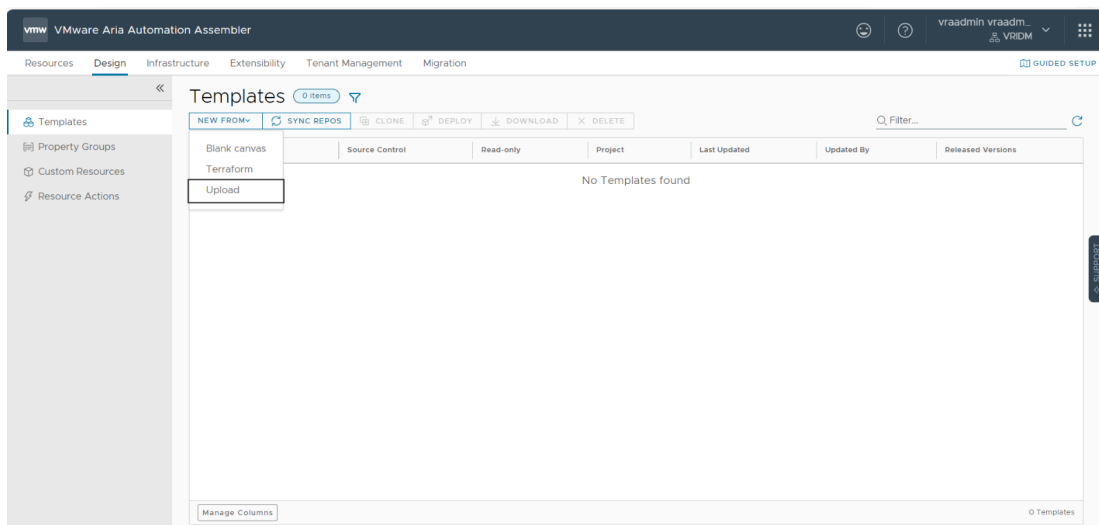 vmw VMware Aria Automation Assembler
vraadmin vraadm...
VRIDM
Resources Design Infrastructure Extensibility Tenant Management Migration
GUIDED SETUP
Templates
Property Groups
Custom Resources
Resource Actions
Templates 0 items
NEW FROM SYNC REPOS CLONE DEPLOY DOWNLOAD DELETE
Filter...
Blank canvas
Terraform
Upload
Source Control Read-only Project Last Updated Updated By Released Versions
No Templates found
SUPPORT
Manage Columns
0 Templates